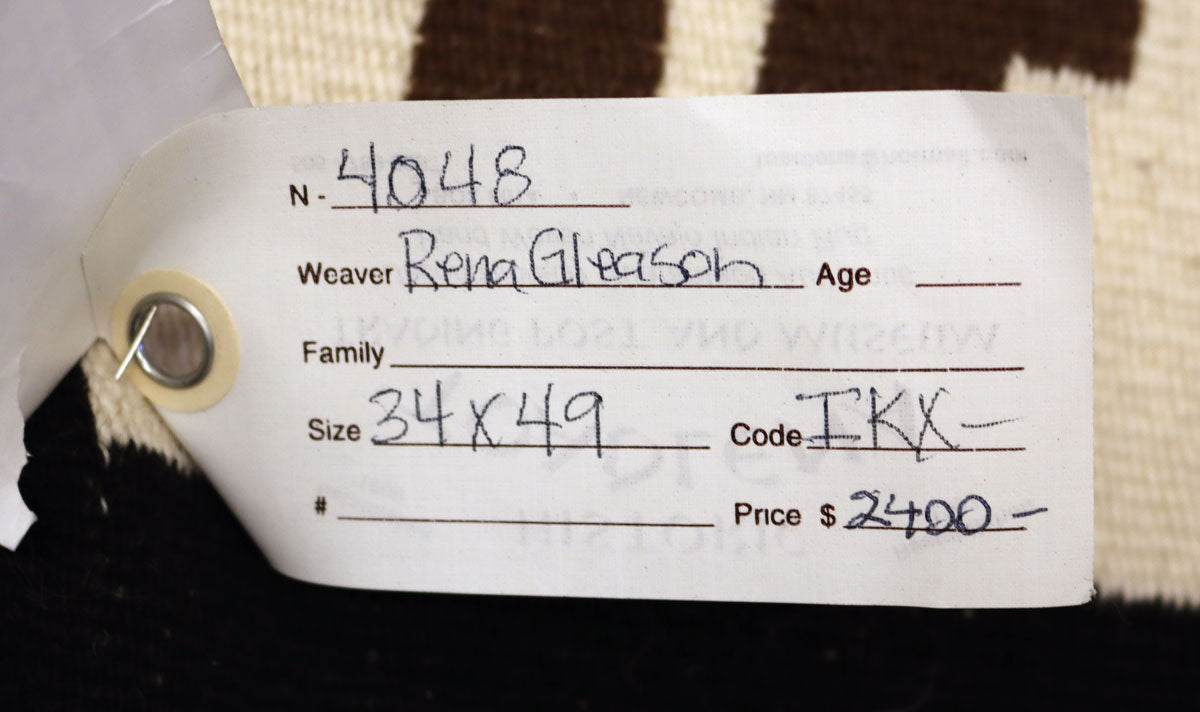 N - 4048
Weaver Rena Gleason Age
Family
Size 34 X 49 Code IKX-
#
Price $ 2400-